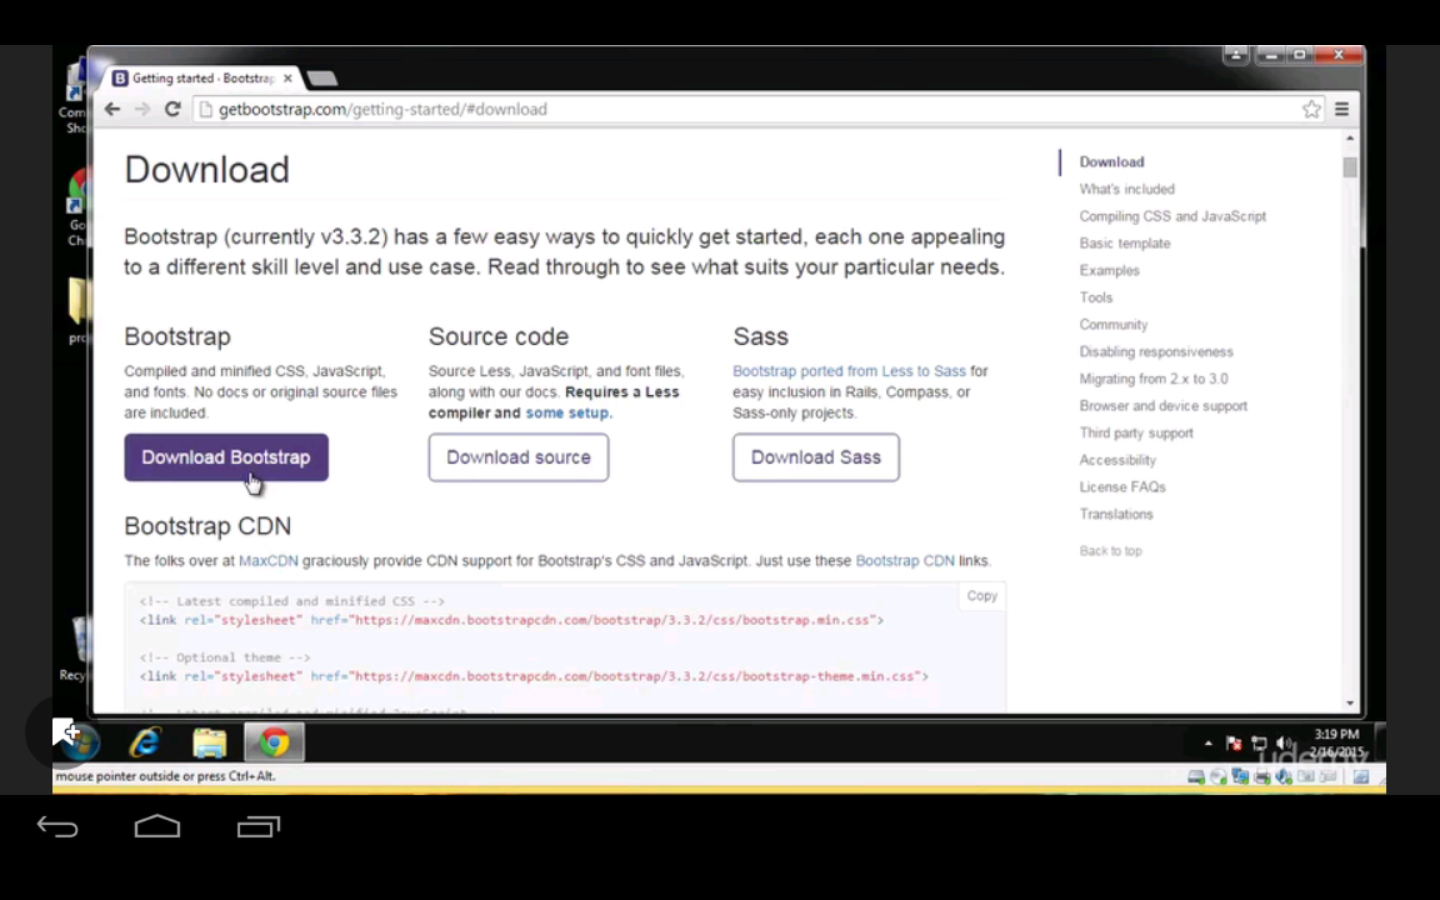 Getting started · Bootstrap
getbootstrap.com/getting-started/#download
Download
Bootstrap (currently v3.3.2) has a few easy ways to quickly get started, each one appealing
to a different skill level and use case. Read through to see what suits your particular needs.
Bootstrap
Compiled and minified CSS, JavaScript,
and fonts. No docs or original source files
are included.
Download Bootstrap
Source code
Source Less, JavaScript, and font files,
along with our docs. Requires a Less
compiler and some setup.
Download source
Sass
Bootstrap ported from Less to Sass for
easy inclusion in Rails, Compass, or
Sass-only projects.
Download Sass
Bootstrap CDN
The folks over at MaxCDN graciously provide CDN support for Bootstrap's CSS and JavaScript. Just use these Bootstrap CDN links.
Copy
<!-- Latest compiled and minified CSS -->
<link rel="stylesheet" href="https://maxcdn.bootstrapcdn.com/bootstrap/3.3.2/css/bootstrap.min.css">
<!-- Optional theme -->
<link rel="stylesheet" href="https://maxcdn.bootstrapcdn.com/bootstrap/3.3.2/css/bootstrap-theme.min.css">
Download
What's included
Compiling CSS and JavaScript
Basic template
Examples
Tools
Community
Disabling responsiveness
Migrating from 2.x to 3.0
Browser and device support
Third party support
Accessibility
License FAQs
Translations
Back to top
Com
Sho
Go
Ch
pro
Recy
3:19 PM
2/16/2015
udemy
mouse pointer outside or press Ctrl+Alt.